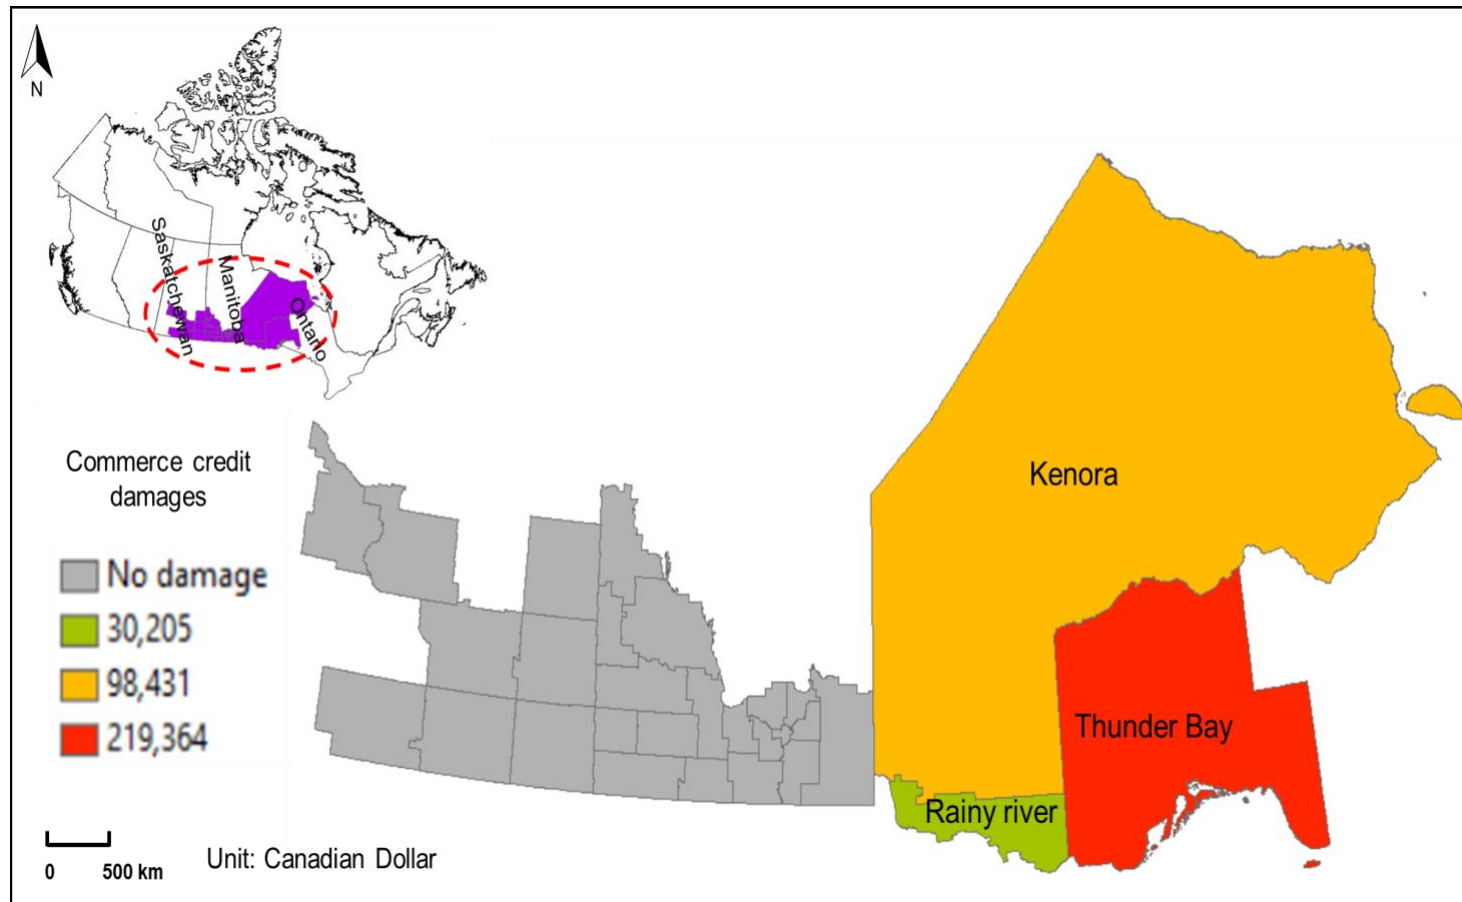 N
Saskatchewan
Manitoba
Ontario
Commerce credit
damages
No damage
30,205
98,431
219,364
0 500 km
Unit: Canadian Dollar
Kenora
Thunder Bay
Rainy river